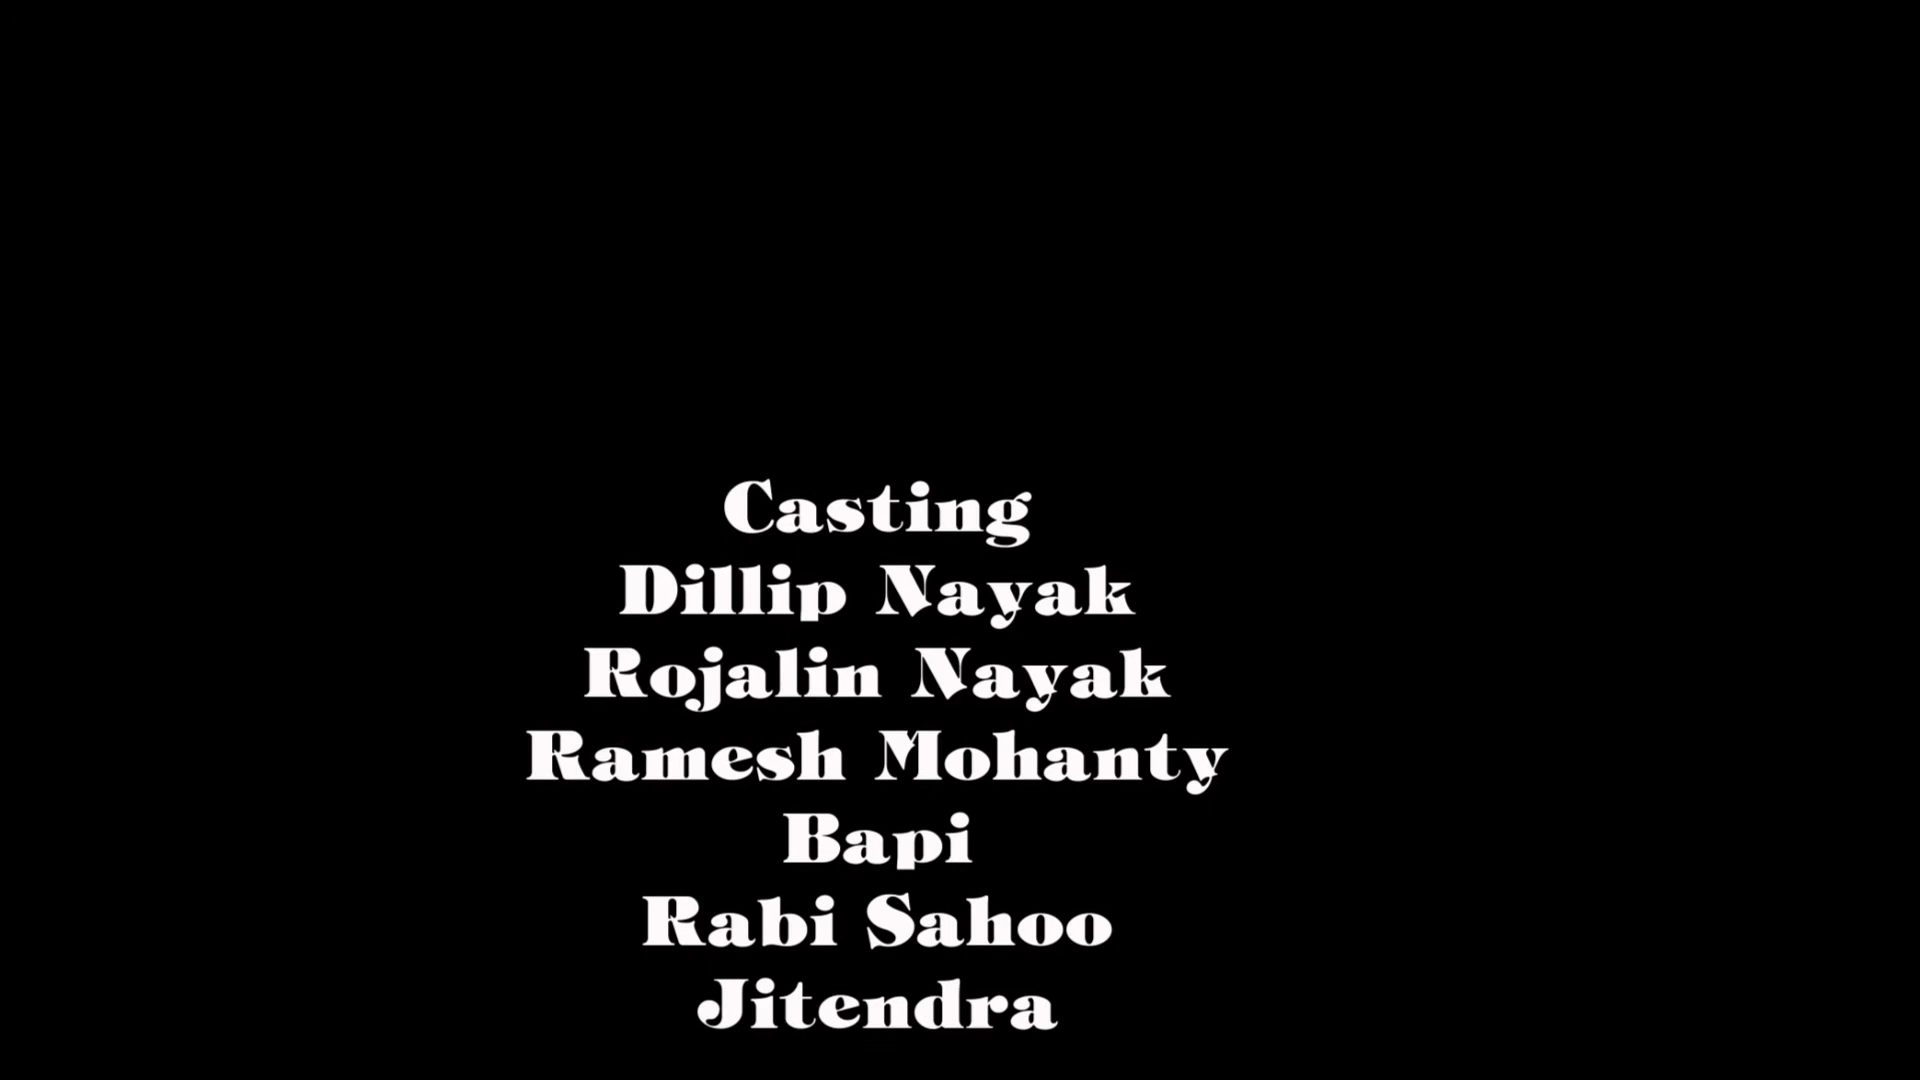 Casting
Dillip Nayak
Rojalin Nayak
Ramesh Mohanty
Bapi
Rabi Sahoo
Jitendra